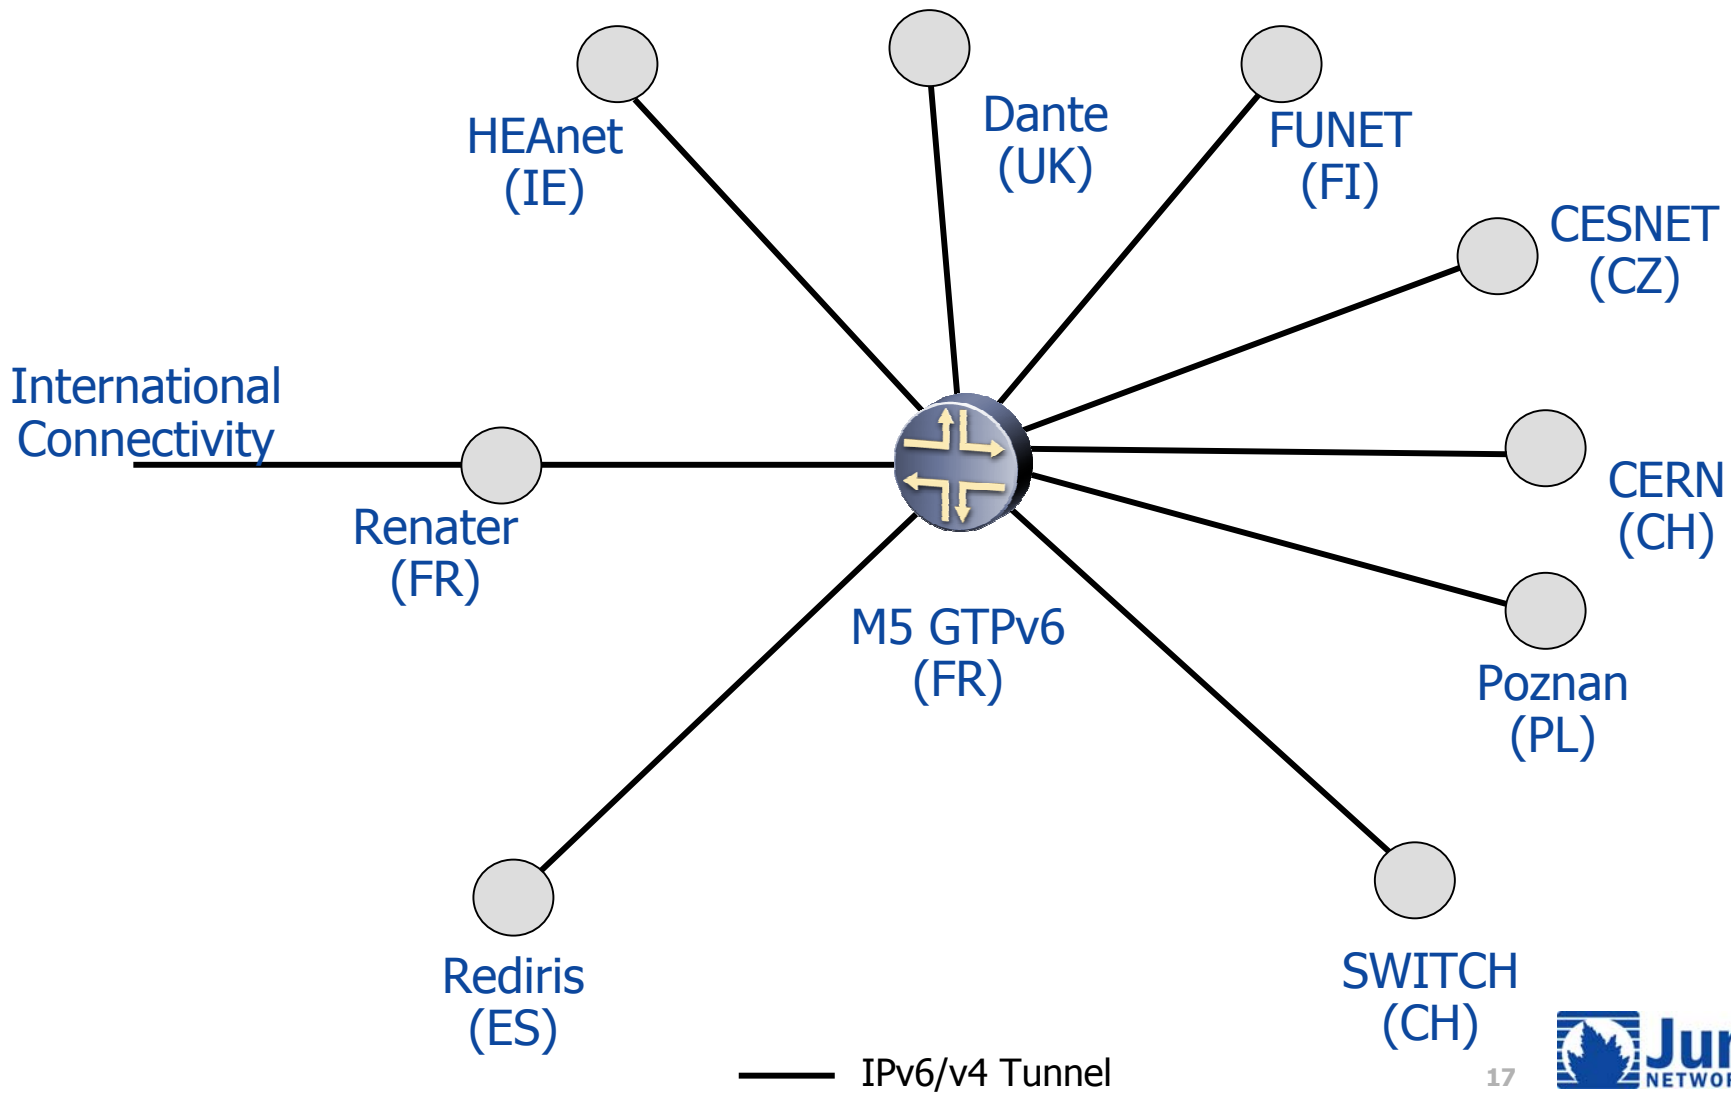 HEAnet
(IE)
Dante
(UK)
FUNET
(FI)
CESNET
(CZ)
International
Connectivity
Renater
(FR)
CERN
(CH)
M5 GTPv6
(FR)
Poznan
(PL)
Rediris
(ES)
SWITCH
(CH)
IPv6/v4 Tunnel
17